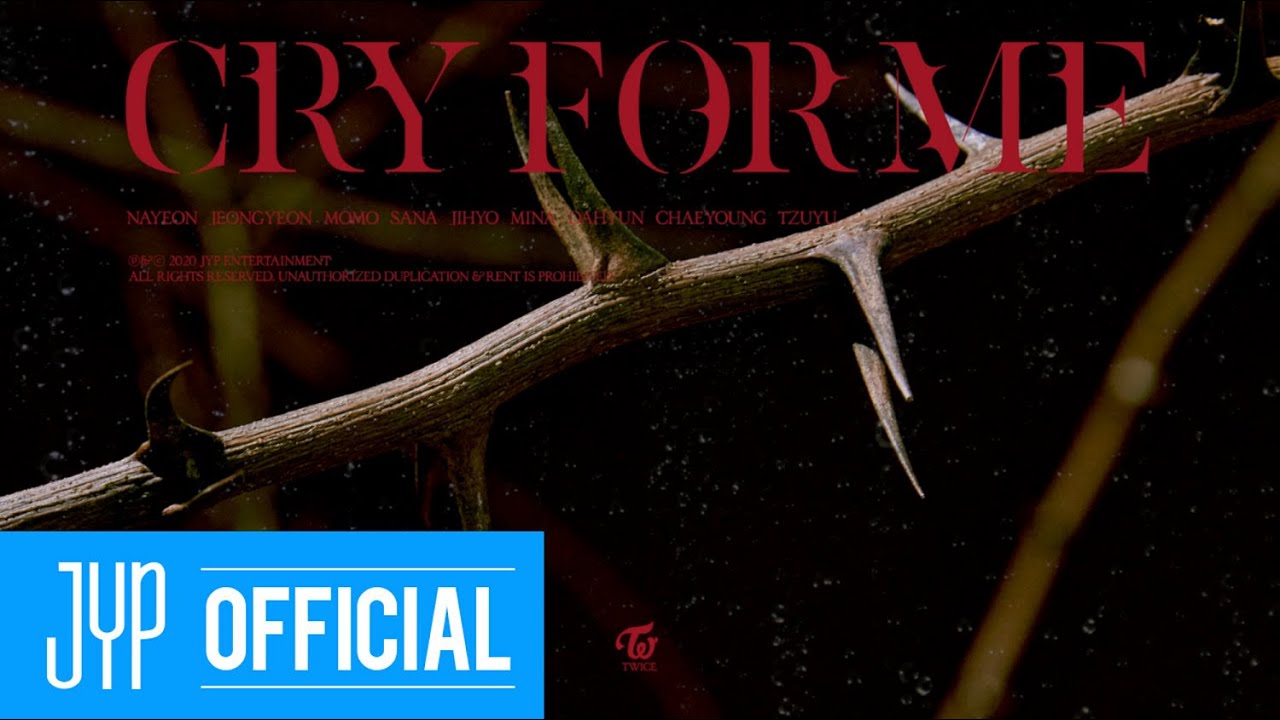 CRY FOR ME
NAYEON JEONGYEON MOMO SANA JIHYO MINA DAHYUN CHAEYOUNG TZUYU
℗&© 2020 JYP ENTERTAINMENT
ALL RIGHTS RESERVED. UNAUTHORIZED DUPLICATION & RENT IS PROHIBITED
JYP OFFICIAL
TW
TWICE